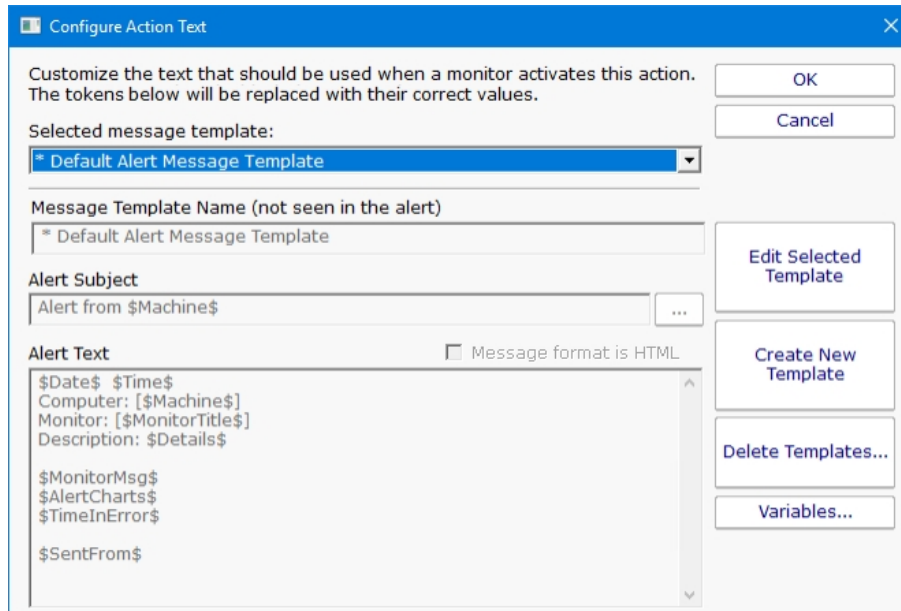 Configure Action Text
Customize the text that should be used when a monitor activates this action.
The tokens below will be replaced with their correct values.
OK
Cancel
Selected message template:
* Default Alert Message Template
Message Template Name (not seen in the alert)
* Default Alert Message Template
Edit Selected
Template
Alert Subject
Alert from $Machine$
...
Alert Text
Message format is HTML
Create New
Template
$Date$  $Time$
Computer: [$Machine$]
Monitor: [$MonitorTitle$]
Description: $Details$
Delete Templates...
$MonitorMsg$
$AlertCharts$
$TimeInError$
Variables...
$SentFrom$